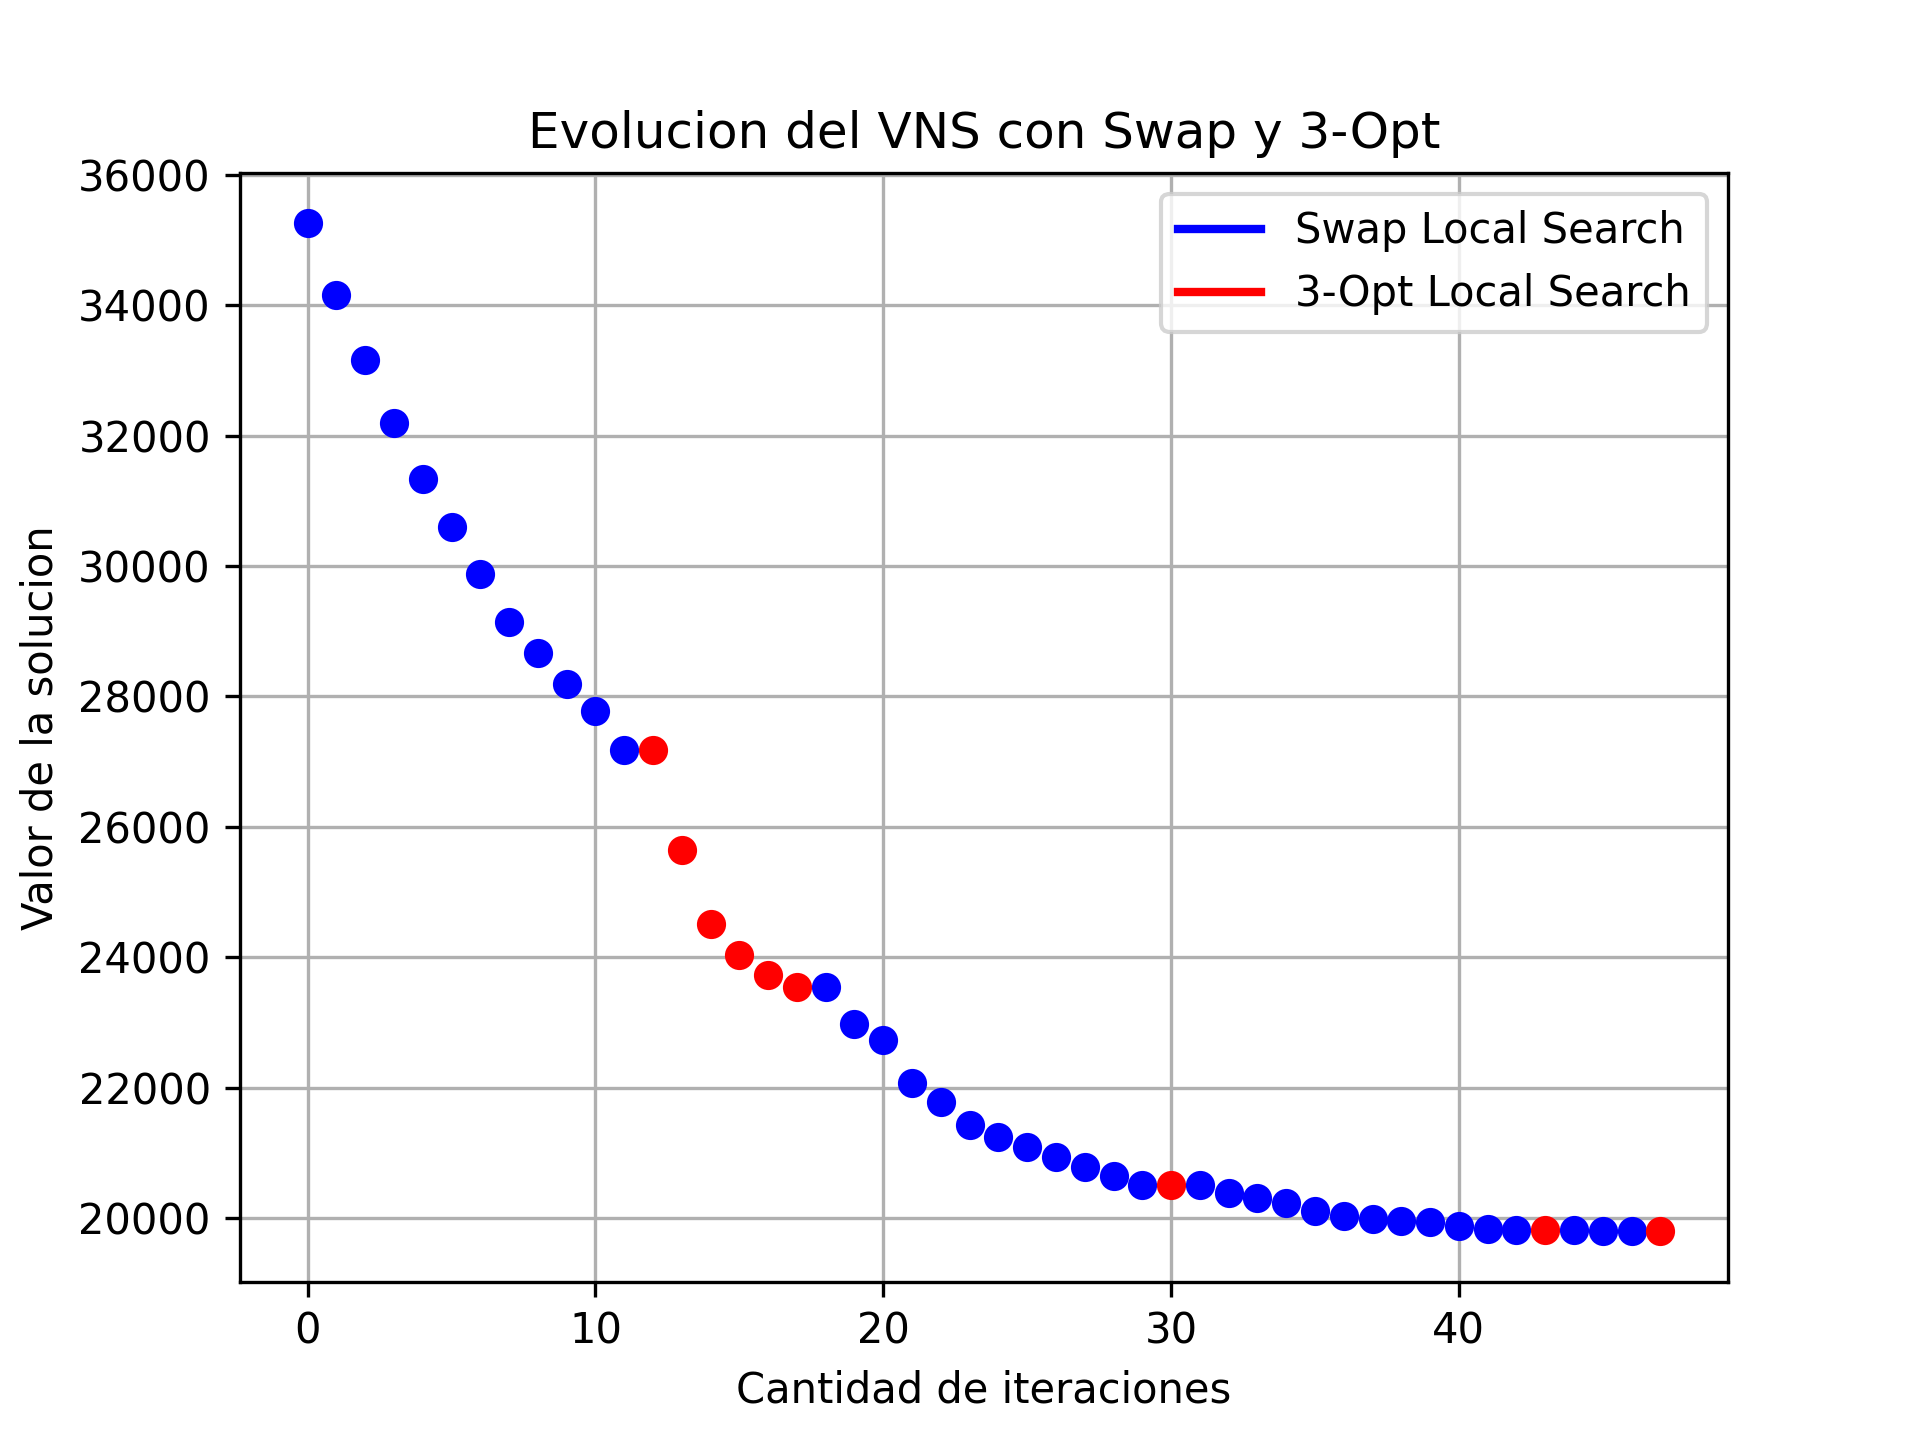 Evolucion del VNS con Swap y 3-Opt
Swap Local Search
3-Opt Local Search
Valor de la solucion
36000
34000
32000
30000
28000
26000
24000
22000
20000
0 10 20 30 40
Cantidad de iteraciones